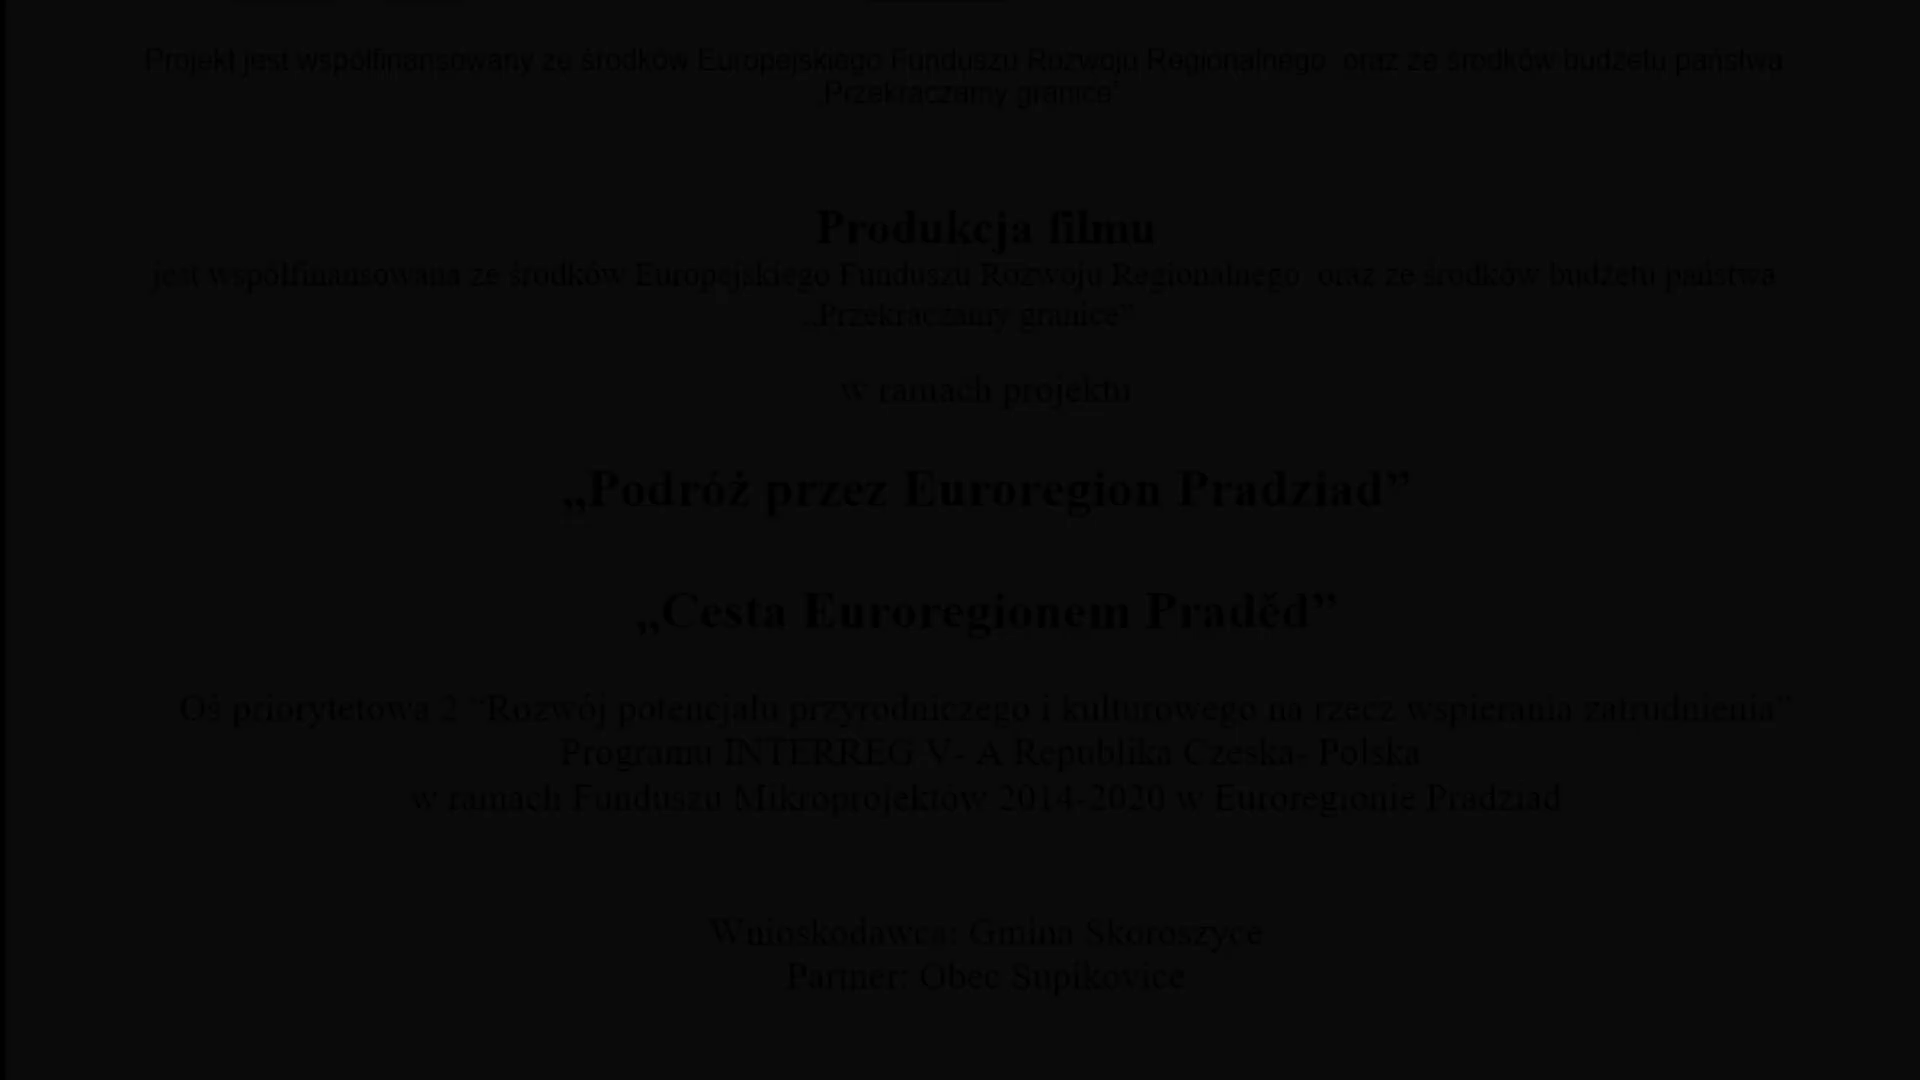 Projekt jest współfinansowany ze środków Europejskiego Funduszu Rozwoju Regionalnego oraz ze środków budżetu państwa
„Przekraczamy granice”
Produkcja filmu
jest współfinansowana ze środków Europejskiego Funduszu Rozwoju Regionalnego oraz ze środków budżetu państwa
„Przekraczamy granice”
w ramach projektu
„Podróż przez Euroregion Pradziad”
„Cesta Euroregionem Praděd”
Oś priorytetowa 2 “Rozwój potencjału przyrodniczego i kulturowego na rzecz wspierania zatrudnienia”
Programu INTERREG V- A Republika Czeska- Polska
w ramach Funduszu Mikroprojektów 2014-2020 w Euroregionie Pradziad
Wnioskodawca: Gmina Skoroszyce
Partner: Obec Supíkovice